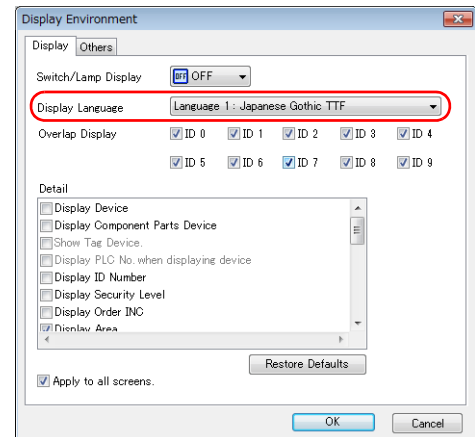 Display Environment
Display Others
Switch/Lamp Display OFF OFF
Display Language Language 1 : Japanese Gothic TTF
Overlap Display ID 0 ID 1 ID 2 ID 3 ID 4
ID 5 ID 6 ID 7 ID 8 ID 9
Detail
Display Device
Display Component Parts Device
Show Tag Device.
Display PLC No. when displaying device
Display ID Number
Display Security Level
Display Order INC
Display Area
Restore Defaults
Apply to all screens.
OK Cancel